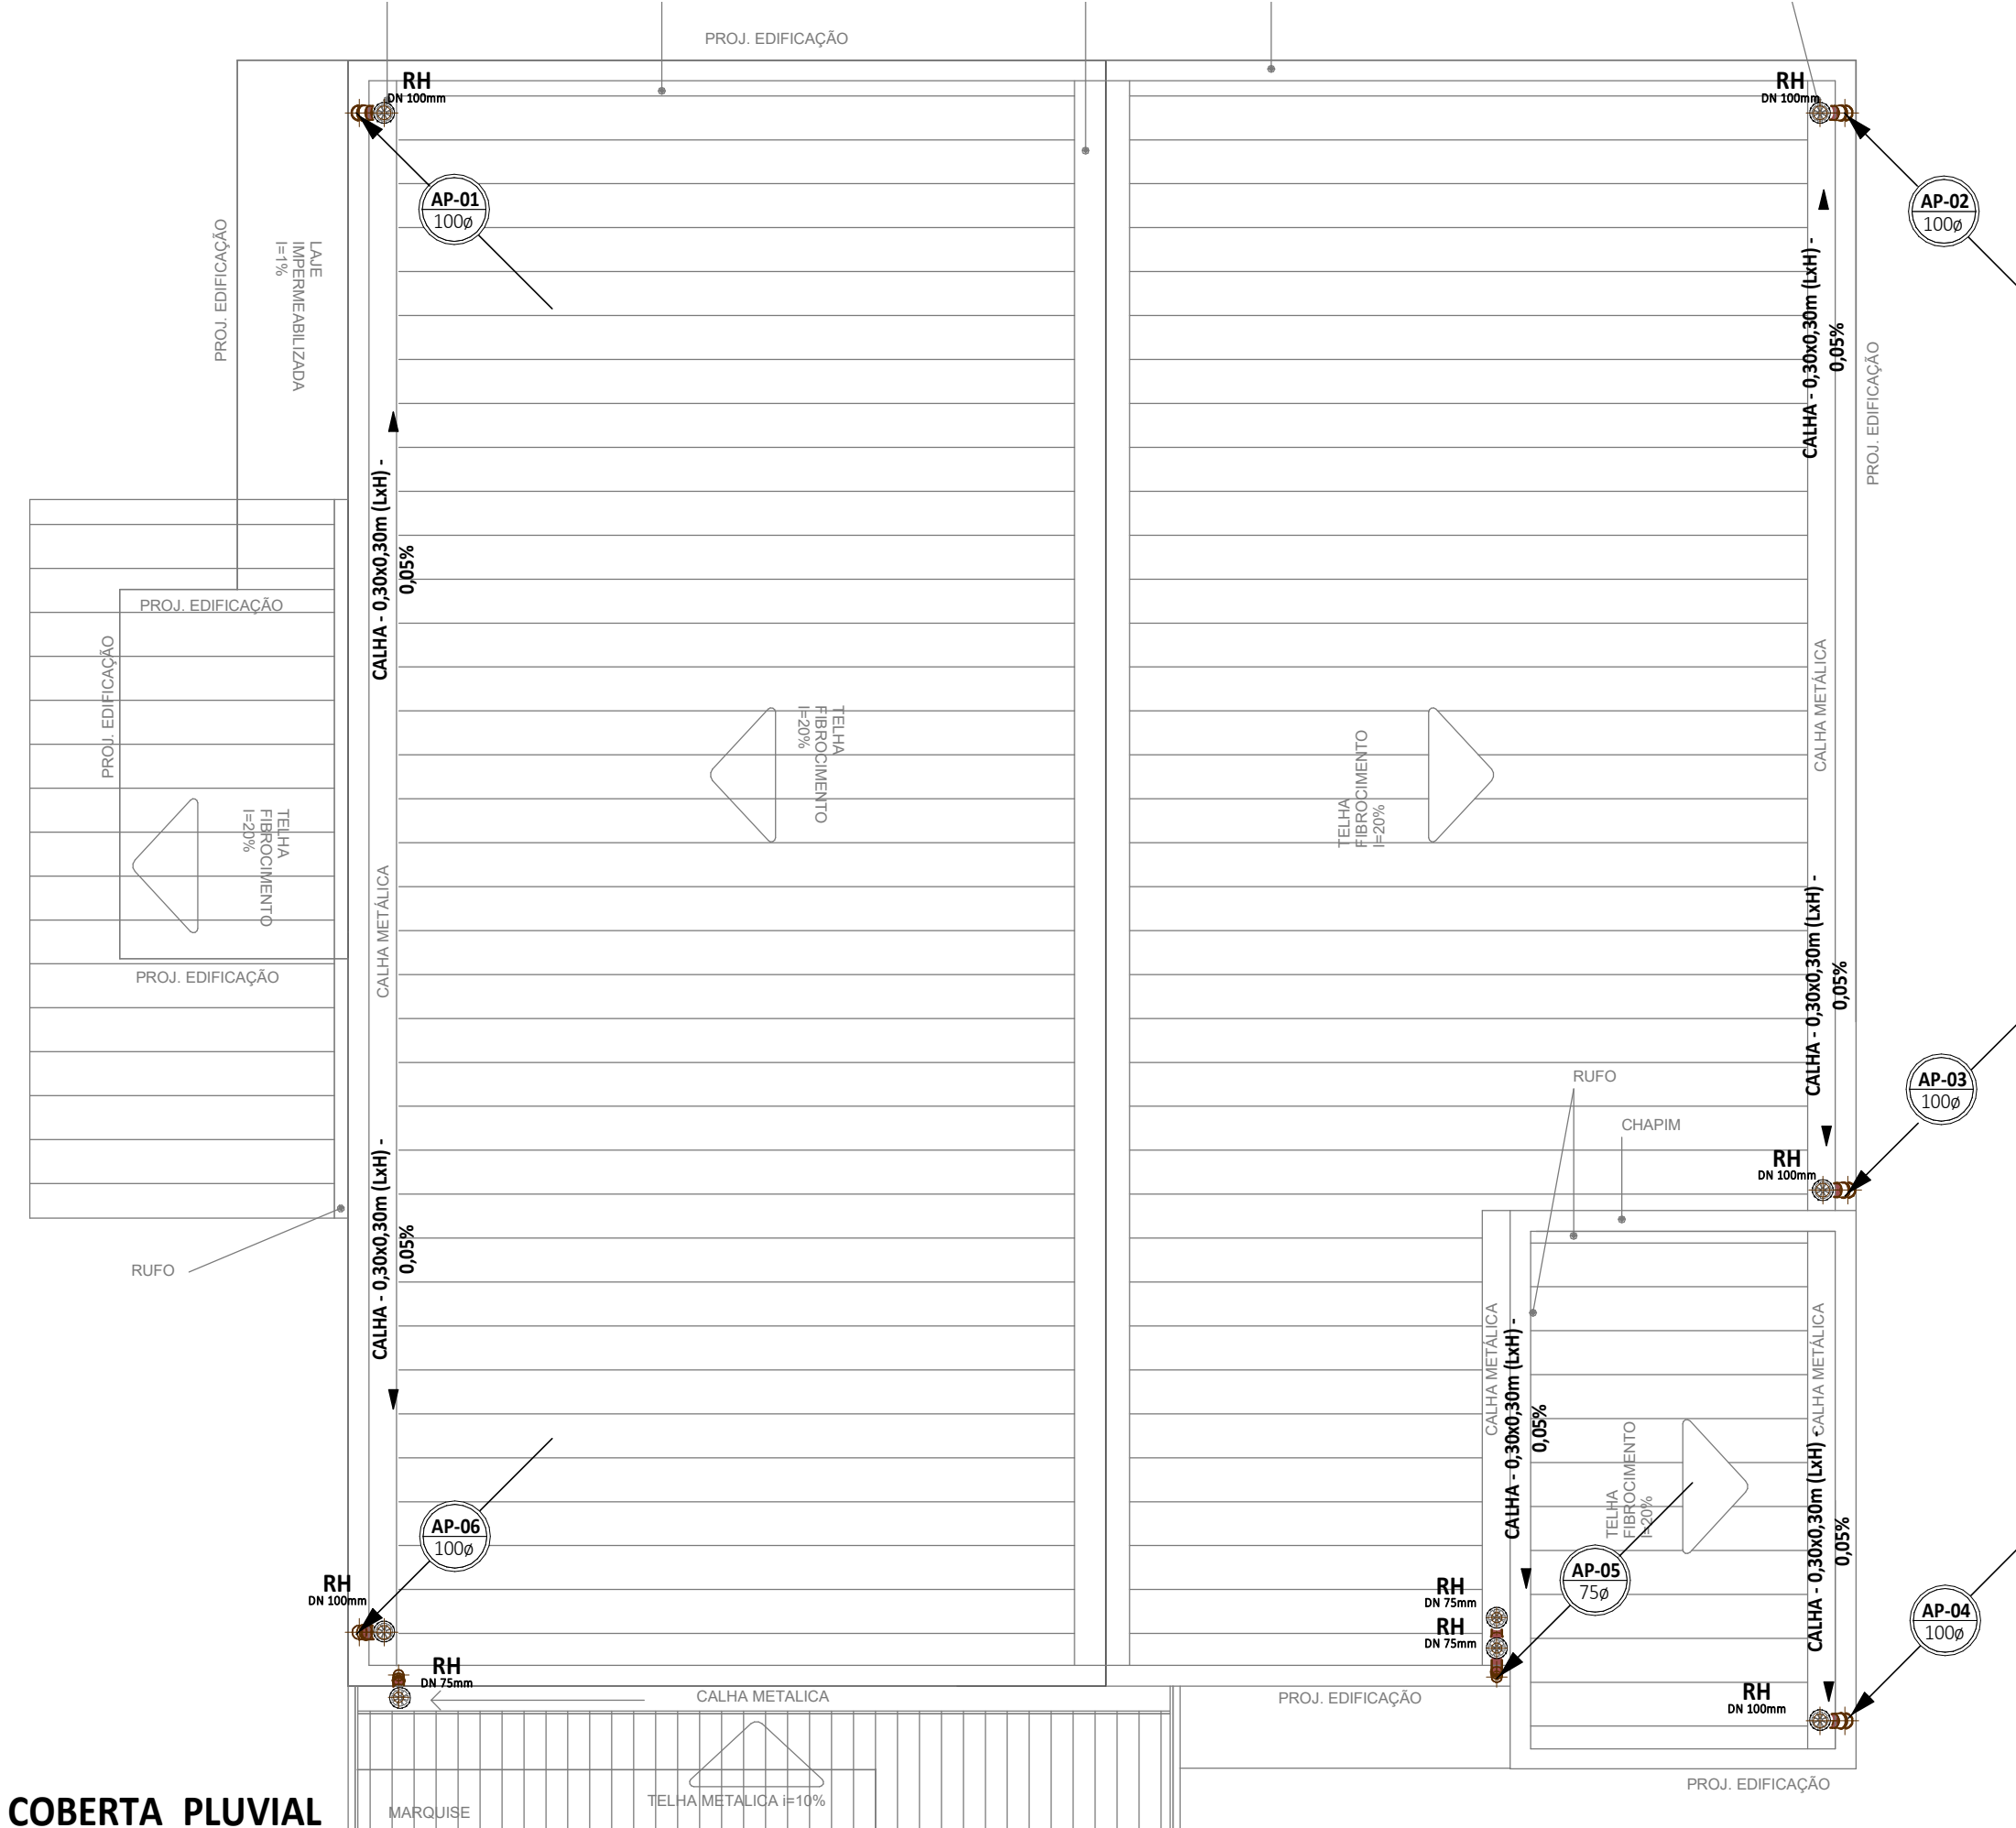 PROJ. EDIFICAÇÃO
RH
DN 100mm
RH
DN 100mm
AP-01
100ø
AP-02
100ø
PROJ. EDIFICAÇÃO
LAJE
IMPERMEABILIZADA
I=1%
CALHA - 0,30x0,30m (LxH) -
0,05%
PROJ. EDIFICAÇÃO
CALHA - 0,30x0,30m (LxH) -
0,05%
PROJ. EDIFICAÇÃO
PROJ. EDIFICAÇÃO
TELHA
FIBROCIMENTO
I=20%
TELHA
FIBROCIMENTO
I=20%
TELHA
FIBROCIMENTO
I=20%
CALHA METÁLICA
CALHA METÁLICA
PROJ. EDIFICAÇÃO
CALHA - 0,30x0,30m (LxH) -
0,05%
RUFO
AP-03
100ø
CHAPIM
RH
DN 100mm
CALHA - 0,30x0,30m (LxH) -
0,05%
RUFO
CALHA METÁLICA
CALHA - 0,30x0,30m (LxH) -
0,05%
CALHA METÁLICA
TELHA
FIBROCIMENTO
I=20%
CALHA - 0,30x0,30m (LxH) -
0,05%
AP-06
100ø
AP-05
75ø
AP-04
100ø
RH
DN 100mm
RH
DN 75mm
RH
DN 75mm
RH
DN 75mm
RH
DN 100mm
CALHA METALICA
PROJ. EDIFICAÇÃO
PROJ. EDIFICAÇÃO
TELHA METALICA i=10%
MARQUISE
COBERTA PLUVIAL